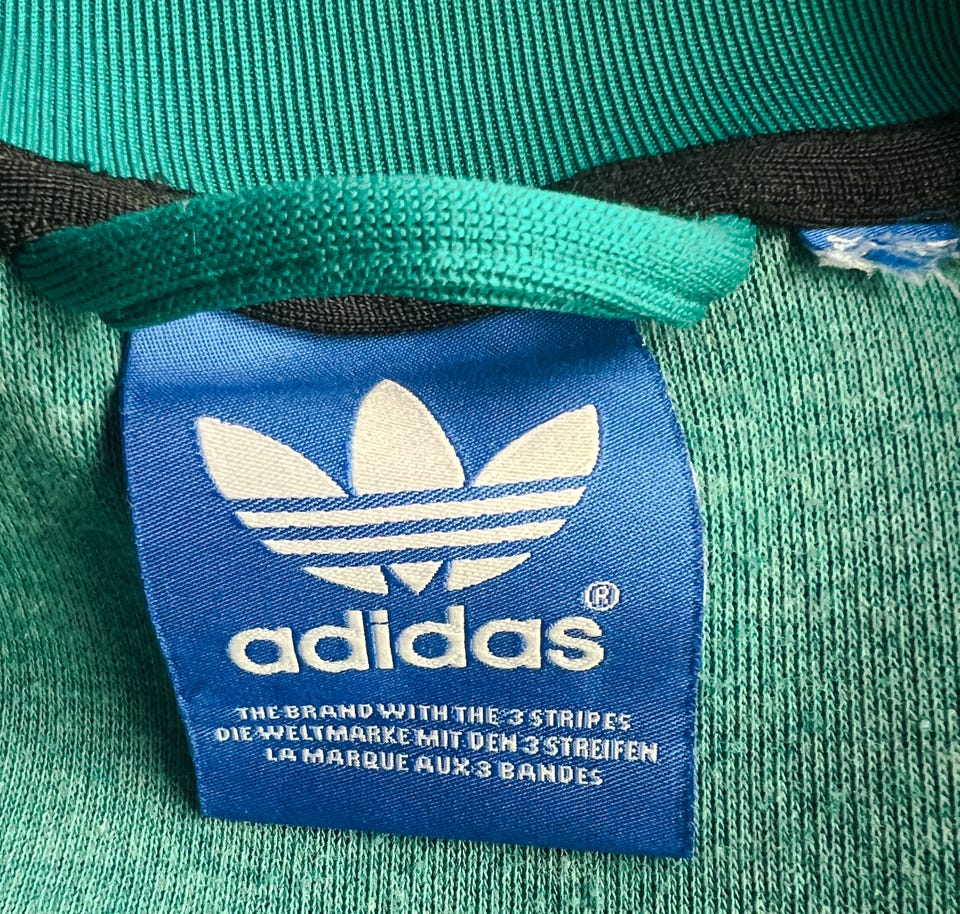 adidas®
THE BRAND WITH THE 3 STRIPES
DIE WELTMARKE MIT DEN 3 STREIFEN
LA MARQUE AUX 3 BANDES